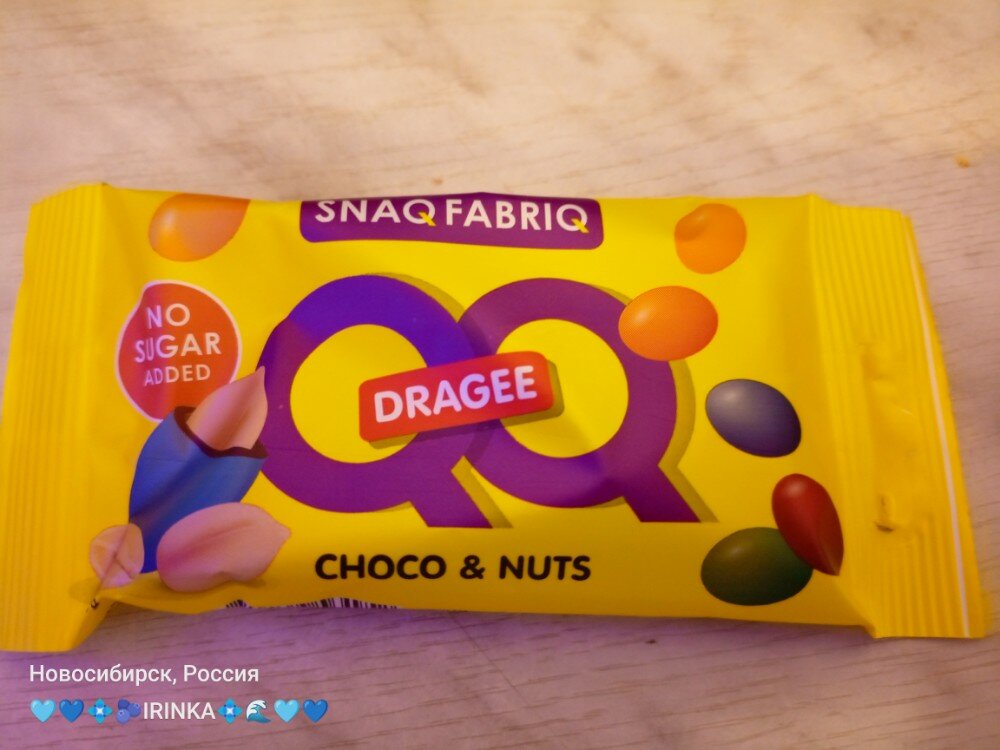 SNAQ FABRIQ
NO
SUGAR
ADDED
QQ
DRAGEE
CHOCO & NUTS
Новосибирск, Россия
🩵💙💠🫐IRINKA💠🌊🩵💙